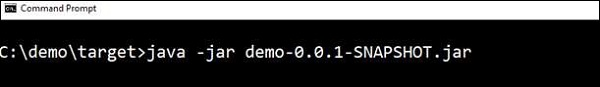 Command Prompt
C:\demo\target>java -jar demo-0.0.1-SNAPSHOT.jar